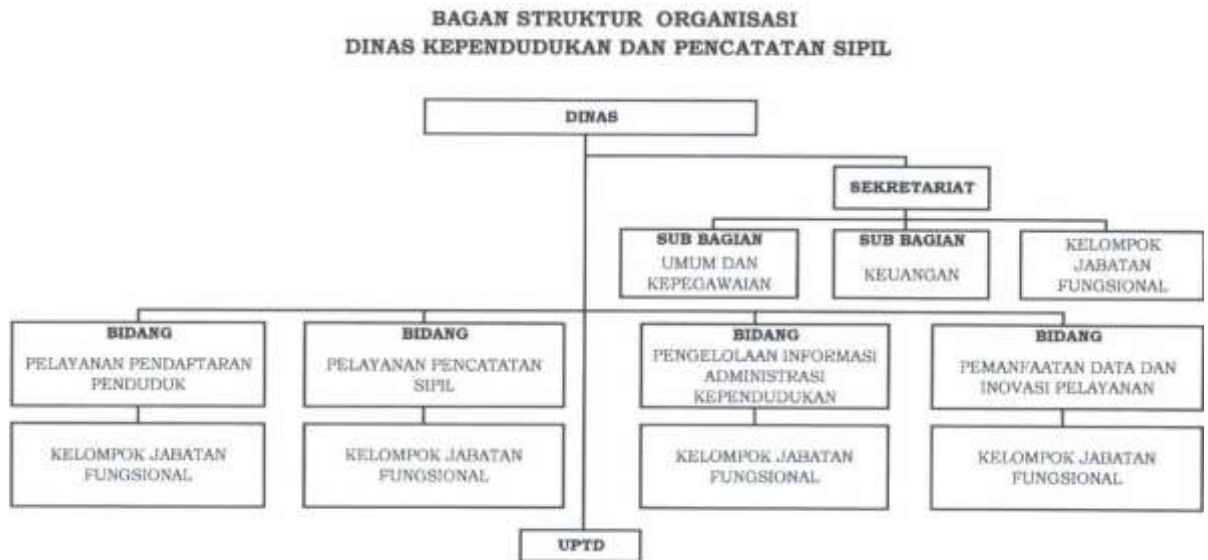 BAGAN STRUKTUR ORGANISASI
DINAS KEPENDUDUKAN DAN PENCATATAN SIPIL
DINAS
SEKRETARIAT
SUB BAGIAN
UMUM DAN
KEPEGAWAIAN
SUB BAGIAN
KEUANGAN
KELOMPOK
JABATAN
FUNGSIONAL
BIDANG
PELAYANAN PENDAFTARAN
PENDUDUK
BIDANG
PELAYANAN PENCATATAN
SIPIL
BIDANG
PENGELOLAAN INFORMASI
ADMINISTRASI
KEPENDUDUKAN
BIDANG
PEMANFAATAN DATA DAN
INOVASI PELAYANAN
KELOMPOK JABATAN
FUNGSIONAL
KELOMPOK JABATAN
FUNGSIONAL
KELOMPOK JABATAN
FUNGSIONAL
KELOMPOK JABATAN
FUNGSIONAL
UPTD